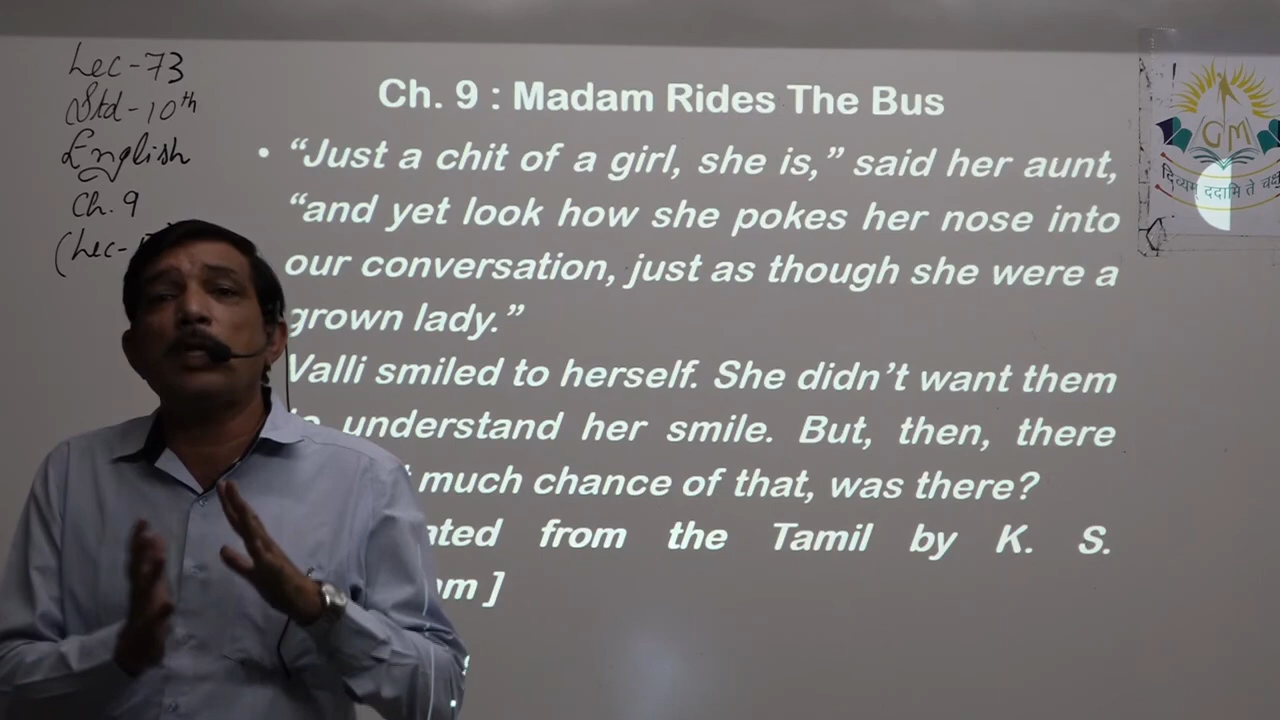 Lec-73
Std-10th
English
Ch. 9
(Lec-
Ch. 9 : Madam Rides The Bus
• “Just a chit of a girl, she is,” said her aunt,
“and yet look how she pokes her nose into
our conversation, just as though she were a
grown lady.”
Valli smiled to herself. She didn’t want them
understand her smile. But, then, there
much chance of that, was there?
from the Tamil by K. S.
]
GM
दिव्यम् ददामि ते